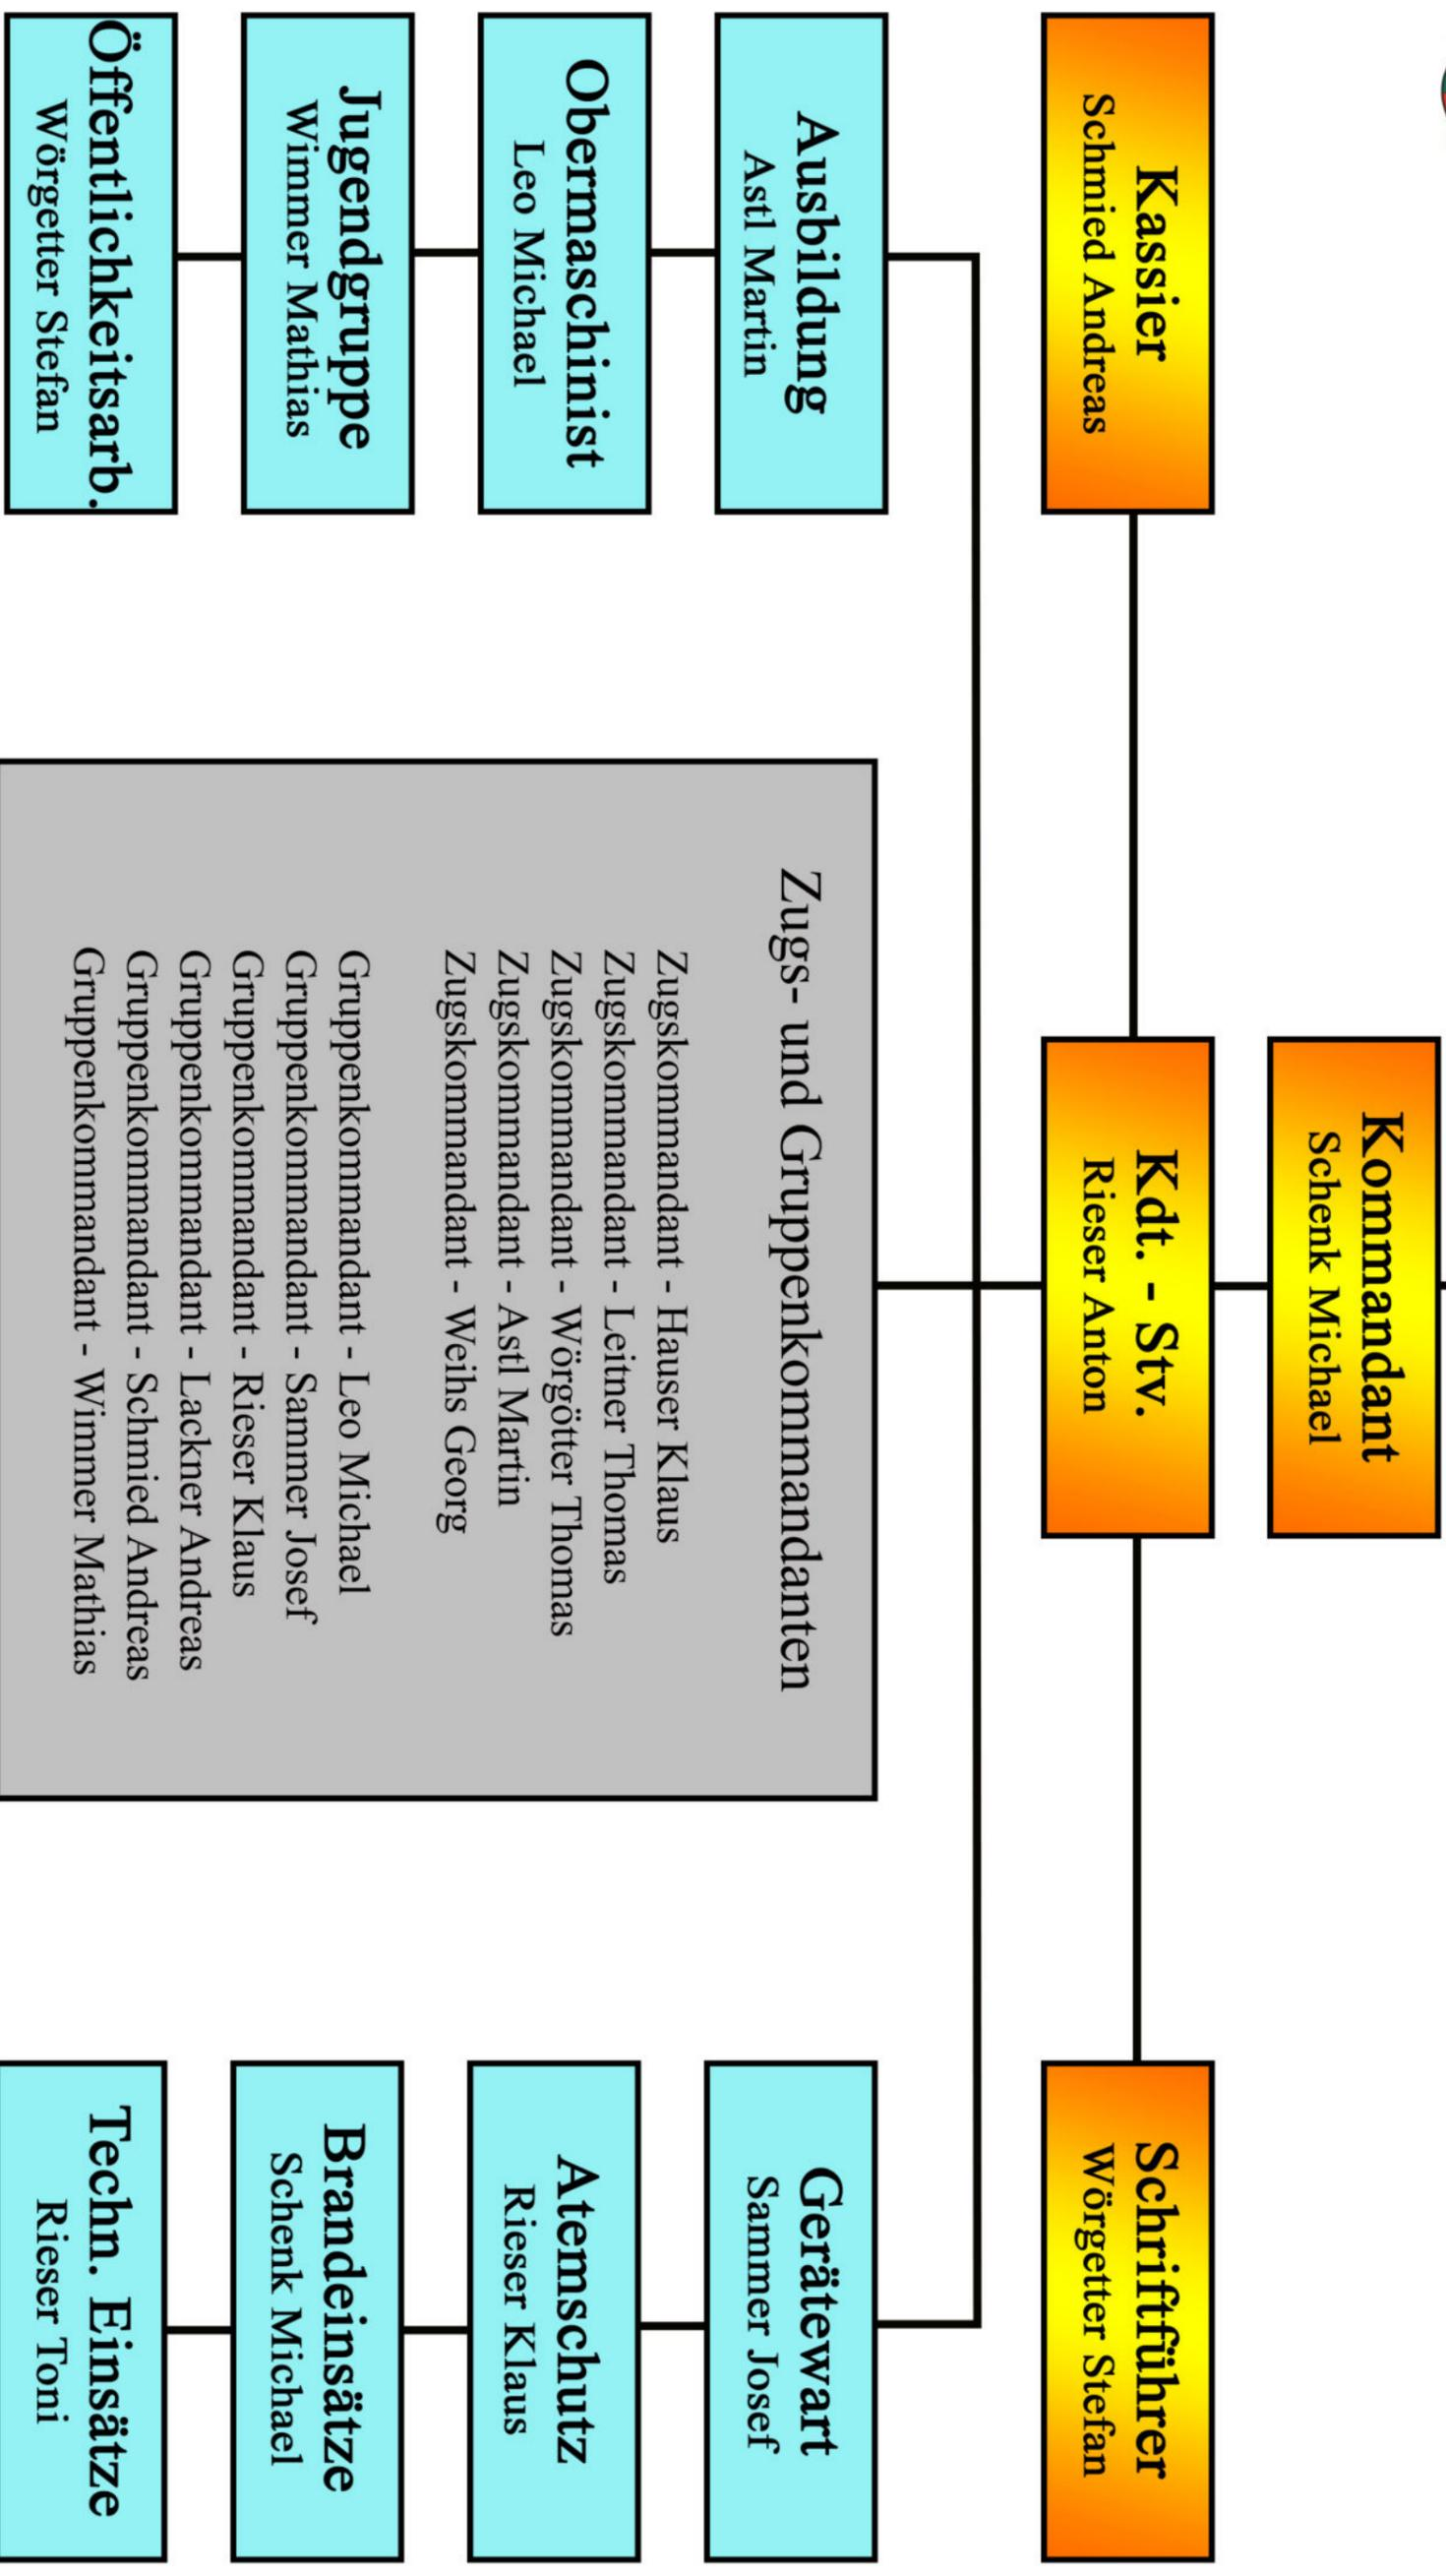 Kommandant
Schenk Michael
Kassier
Schmied Andreas
Kdt. - Stv.
Rieser Anton
Schriftführer
Wörgetter Stefan
Ausbildung
Astl Martin
Obermaschinist
Leo Michael
Jugendgruppe
Wimmer Mathias
Öffentlichkeitsarb.
Wörgetter Stefan
Zugs- und Gruppenkommandanten
Zugskommandant - Hauser Klaus
Zugskommandant - Leitner Thomas
Zugskommandant - Wörgötter Thomas
Zugskommandant - Astl Martin
Zugskommandant - Weihs Georg
Gruppenkommandant - Leo Michael
Gruppenkommandant - Sammer Josef
Gruppenkommandant - Rieser Klaus
Gruppenkommandant - Lackner Andreas
Gruppenkommandant - Schmied Andreas
Gruppenkommandant - Wimmer Mathias
Gerätewart
Sammer Josef
Atemschutz
Rieser Klaus
Brandeinsätze
Schenk Michael
Techn. Einsätze
Rieser Toni